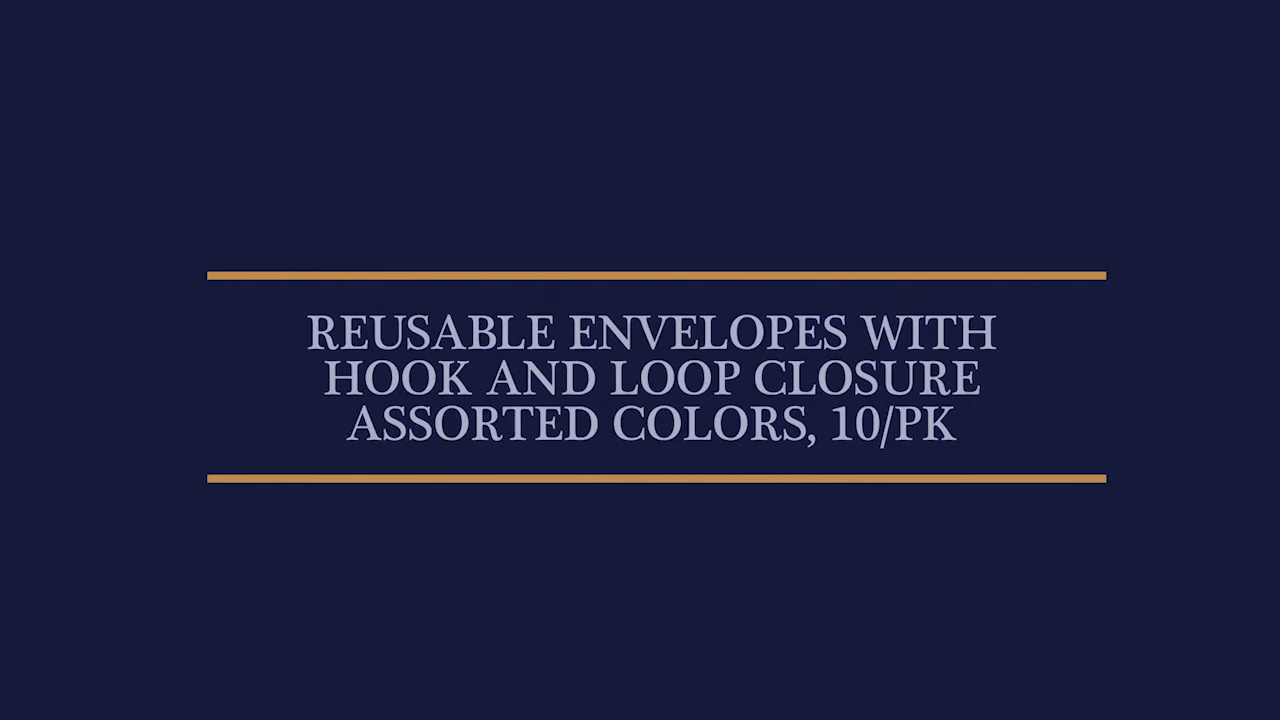 REUSABLE ENVELOPES WITH
HOOK AND LOOP CLOSURE
ASSORTED COLORS, 10/PK